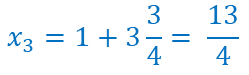 x₃ = 1 + 3 3/4 = 13/4